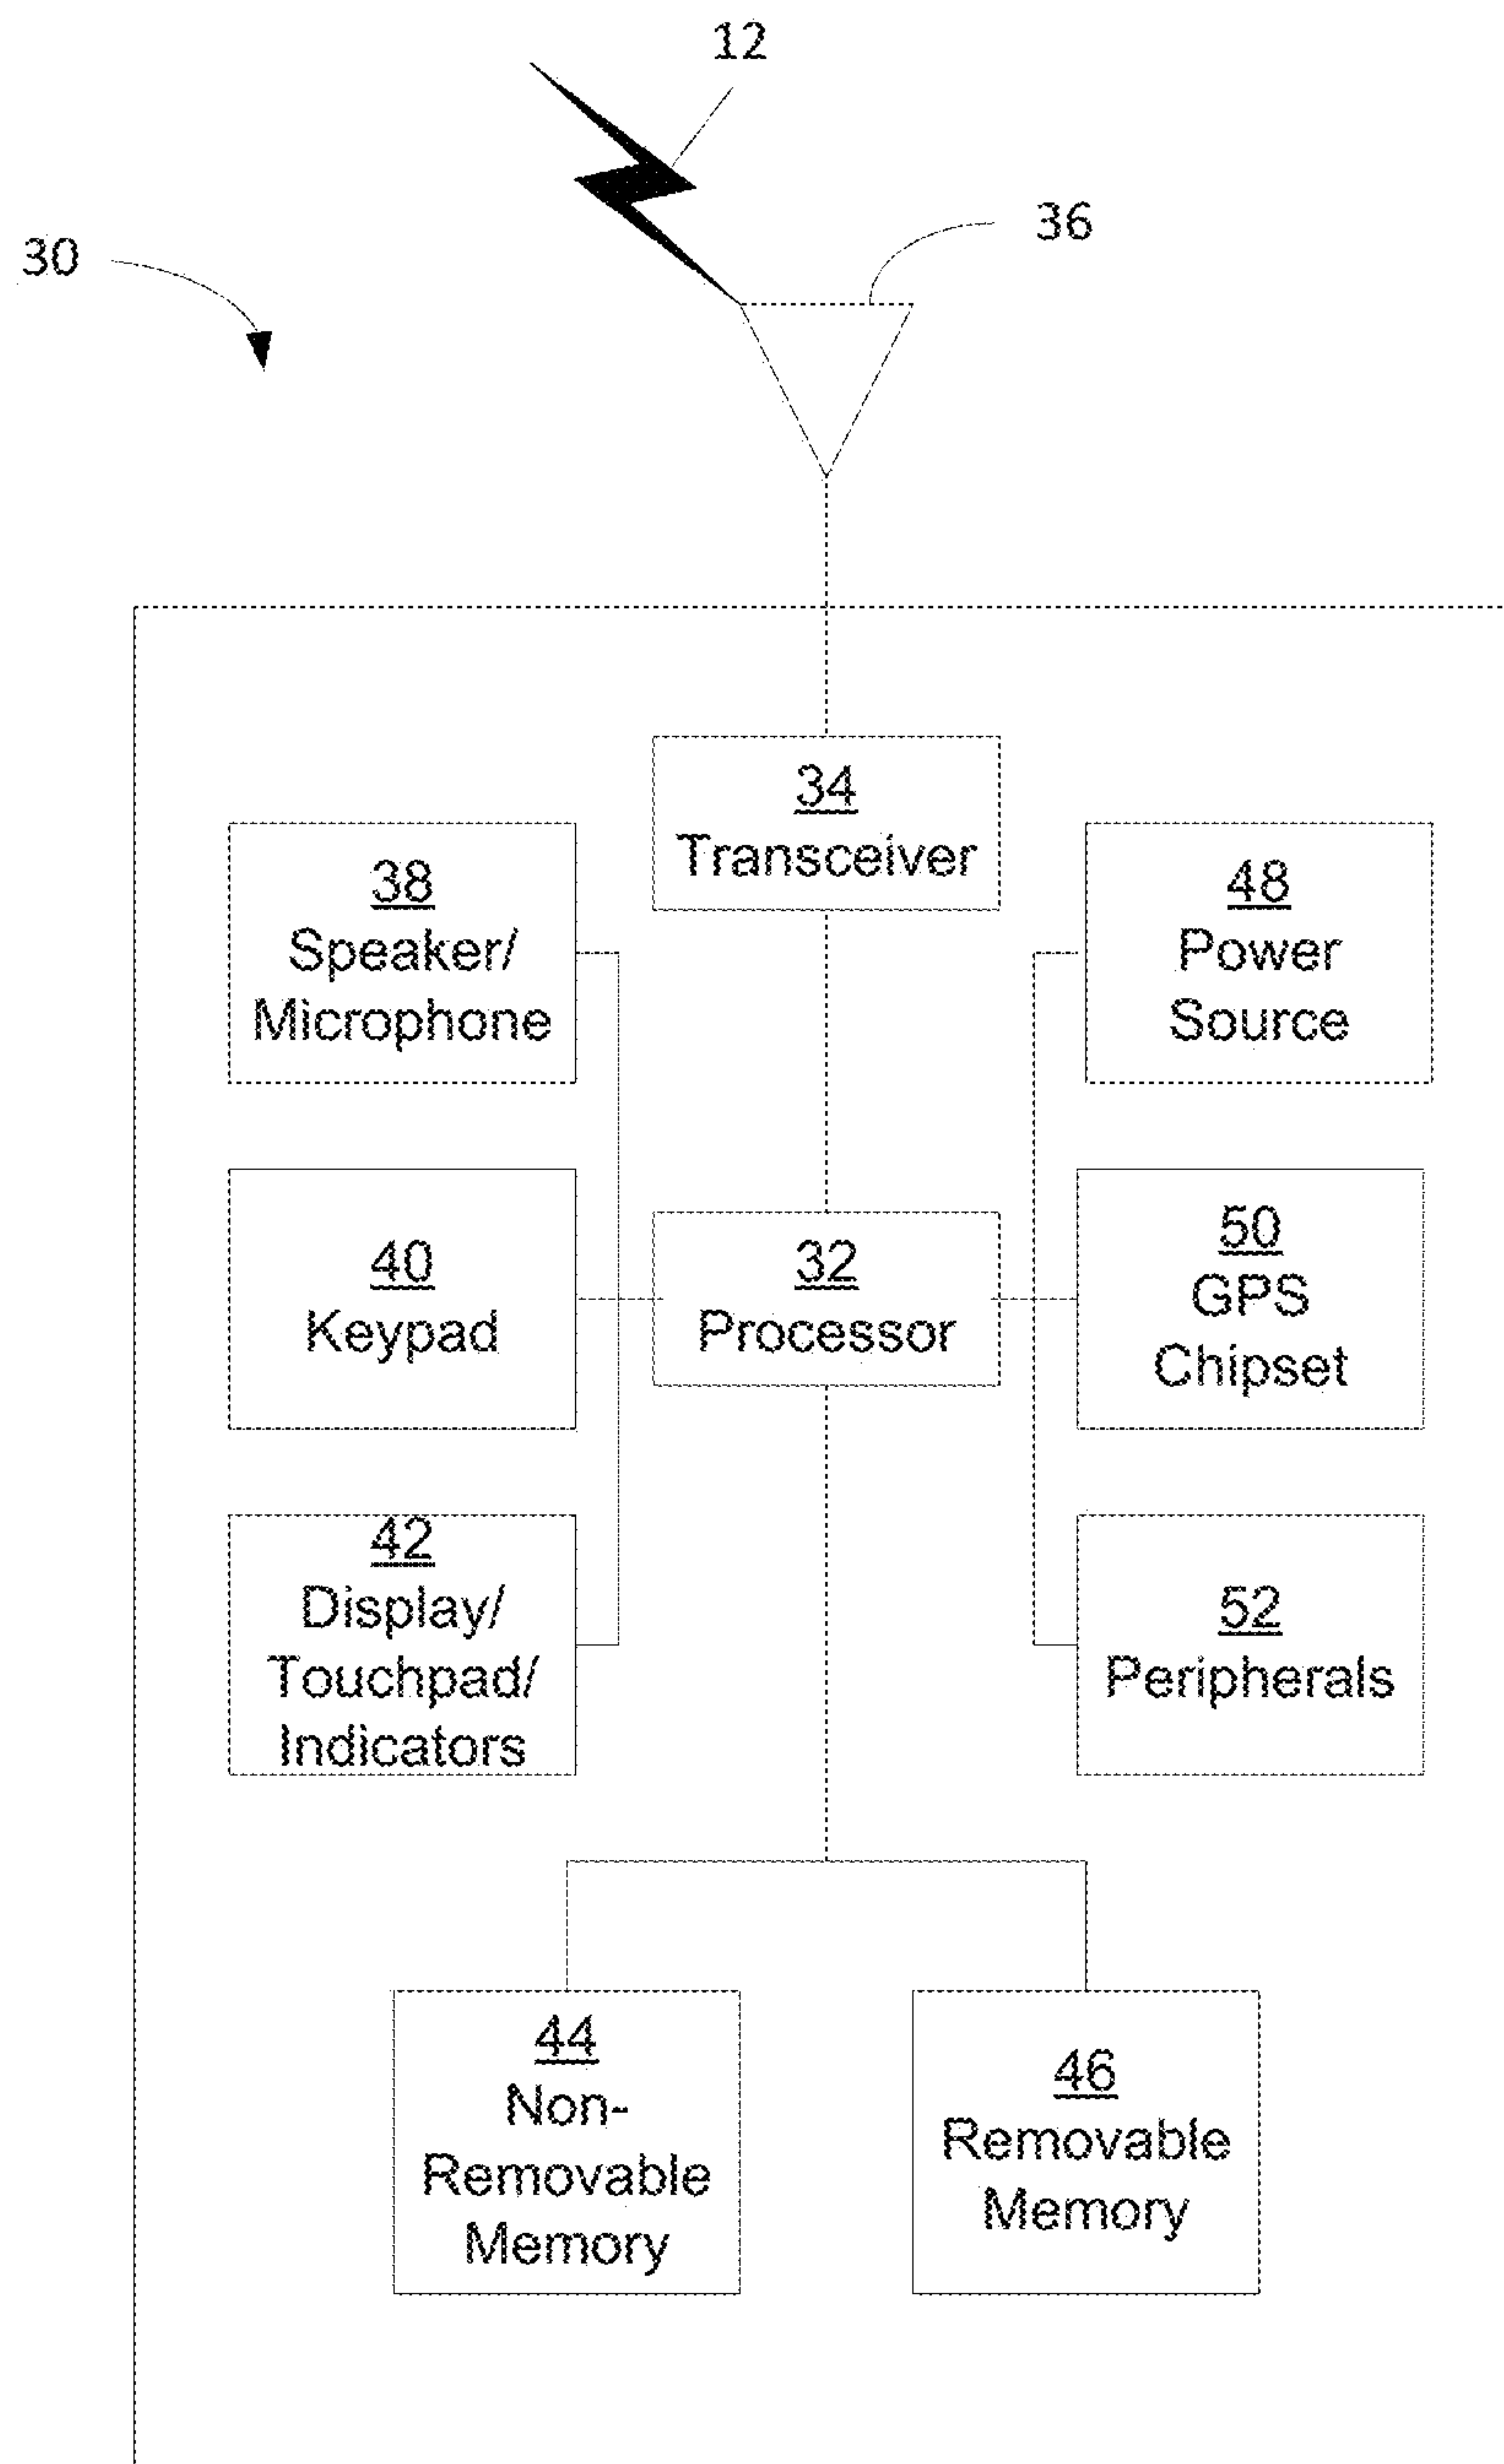 12
36
30
34
Transceiver
38
Speaker/
Microphone
48
Power
Source
40
Keypad
32
Processor
50
GPS
Chipset
42
Display/
Touchpad/
Indicators
52
Peripherals
44
Non-
Removable
Memory
46
Removable
Memory